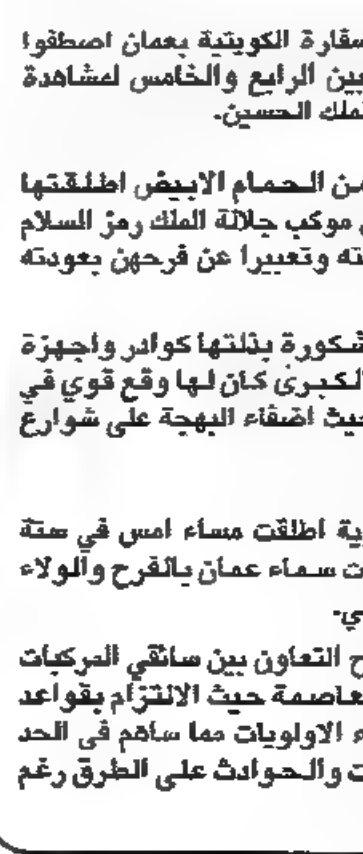 سفارة الكويتية بعمان اصطفوا
بين الرابع والخامس لمشاهدة
لملك الحسين.
من الحمام الابيض اطلقتها
موكب جلالة الملك رمز السلام
ته وتعبيرا عن فرحهن بعودته
شكورة بذلتها كوادر واجهزة
لكبرى كان لها وقع قوي في
حيث اضفاء البهجة على شوارع
ية اطلقت مساء امس في ستة
ت سماء عمان بالفرح والولاء
ي.
ح التعاون بين سائقي المركبات
عاصمة حيث الالتزام بقواعد
ء الاولويات مما ساهم في الحد
ت والحوادث على الطرق رغم